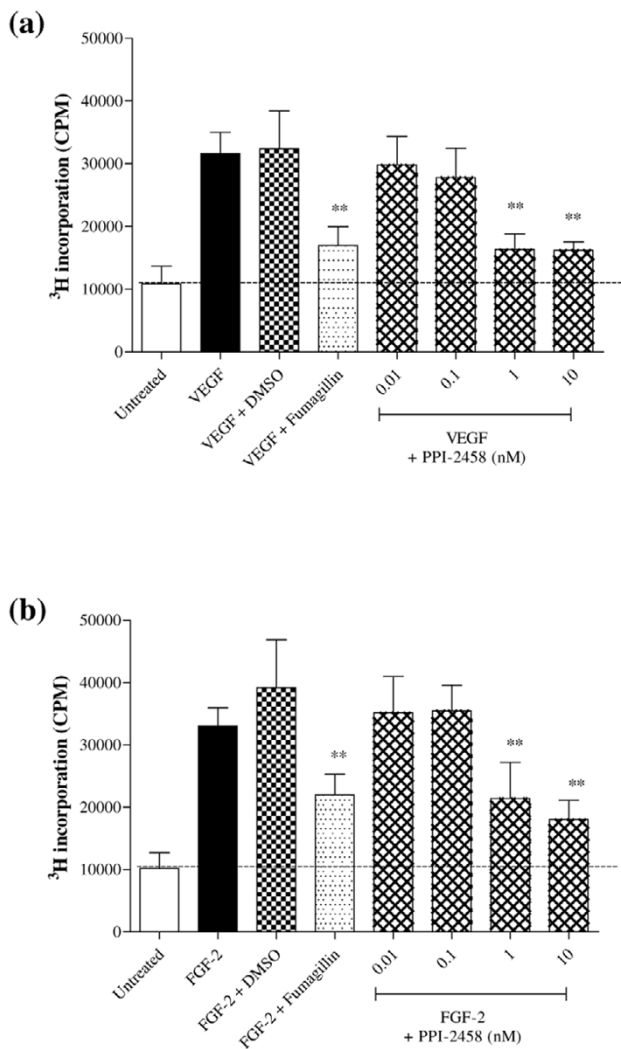 (a)
50000
40000
30000
20000
10000
0
³H incorporation (CPM)
**
**
**
Untreated
VEGF
VEGF + DMSO
VEGF + Fumagillin
0.01
0.1
1
10
VEGF
+ PPI-2458 (nM)
(b)
50000
40000
30000
20000
10000
0
³H incorporation (CPM)
**
**
**
Untreated
FGF-2
FGF-2 + DMSO
FGF-2 + Fumagillin
0.01
0.1
1
10
FGF-2
+ PPI-2458 (nM)